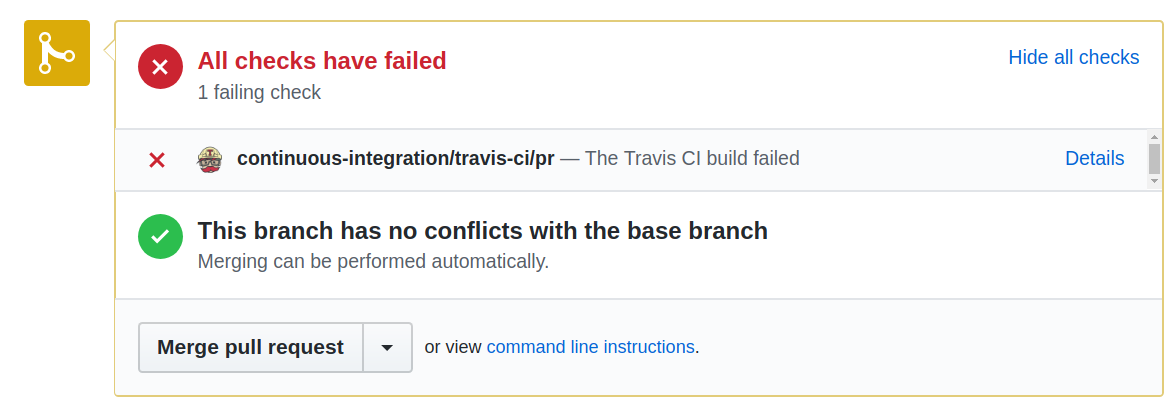 All checks have failed
Hide all checks
1 failing check
continuous-integration/travis-ci/pr — The Travis CI build failed
Details
This branch has no conflicts with the base branch
Merging can be performed automatically.
Merge pull request
or view command line instructions.